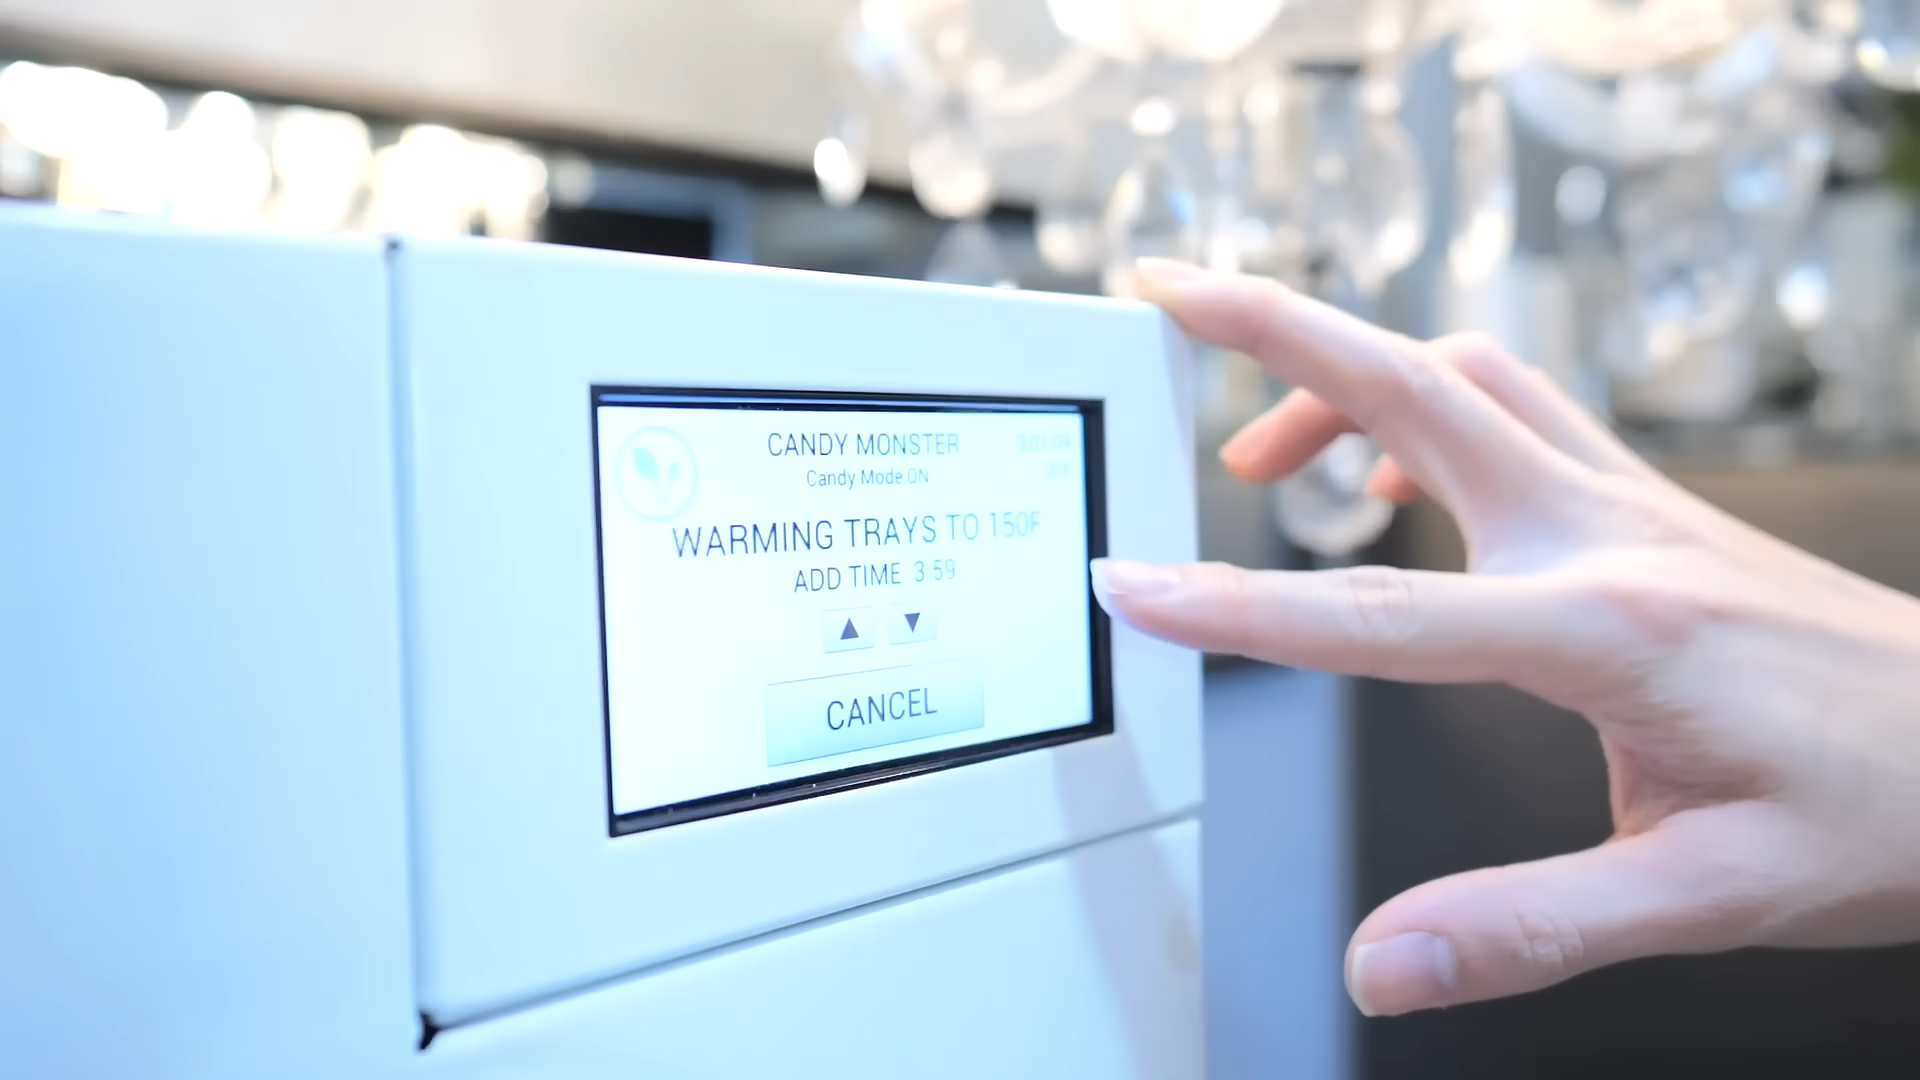 CANDY MONSTER
Candy Mode ON
WARMING TRAYS TO 150F
ADD TIME 3 59
▲ ▼
CANCEL